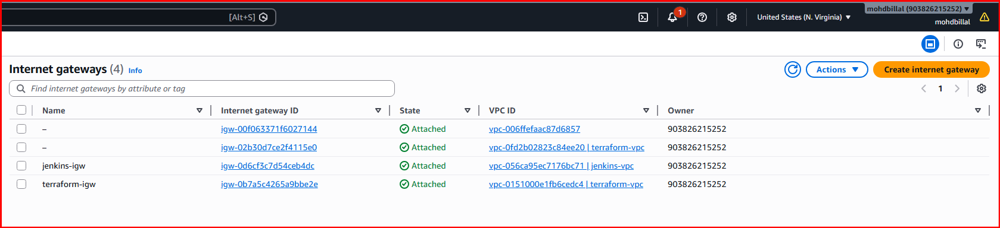 [Alt+S]
1
United States (N. Virginia)
mohdbillal (903826215252)
mohdbillal
Internet gateways (4) Info
Actions
Create internet gateway
Find internet gateways by attribute or tag
1
Name Internet gateway ID State VPC ID Owner
– igw-00f063371f6027144 Attached vpc-006ffefaac87d6857 903826215252
– igw-02b30d7ce2f4115e0 Attached vpc-0fd2b02823c84ee20 | terraform-vpc 903826215252
jenkins-igw igw-0d6cf3c7d54ceb4dc Attached vpc-056ca95ec7176bc71 | jenkins-vpc 903826215252
terraform-igw igw-0b7a5c4265a9bbe2e Attached vpc-0151000e1fb6cedc4 | terraform-vpc 903826215252